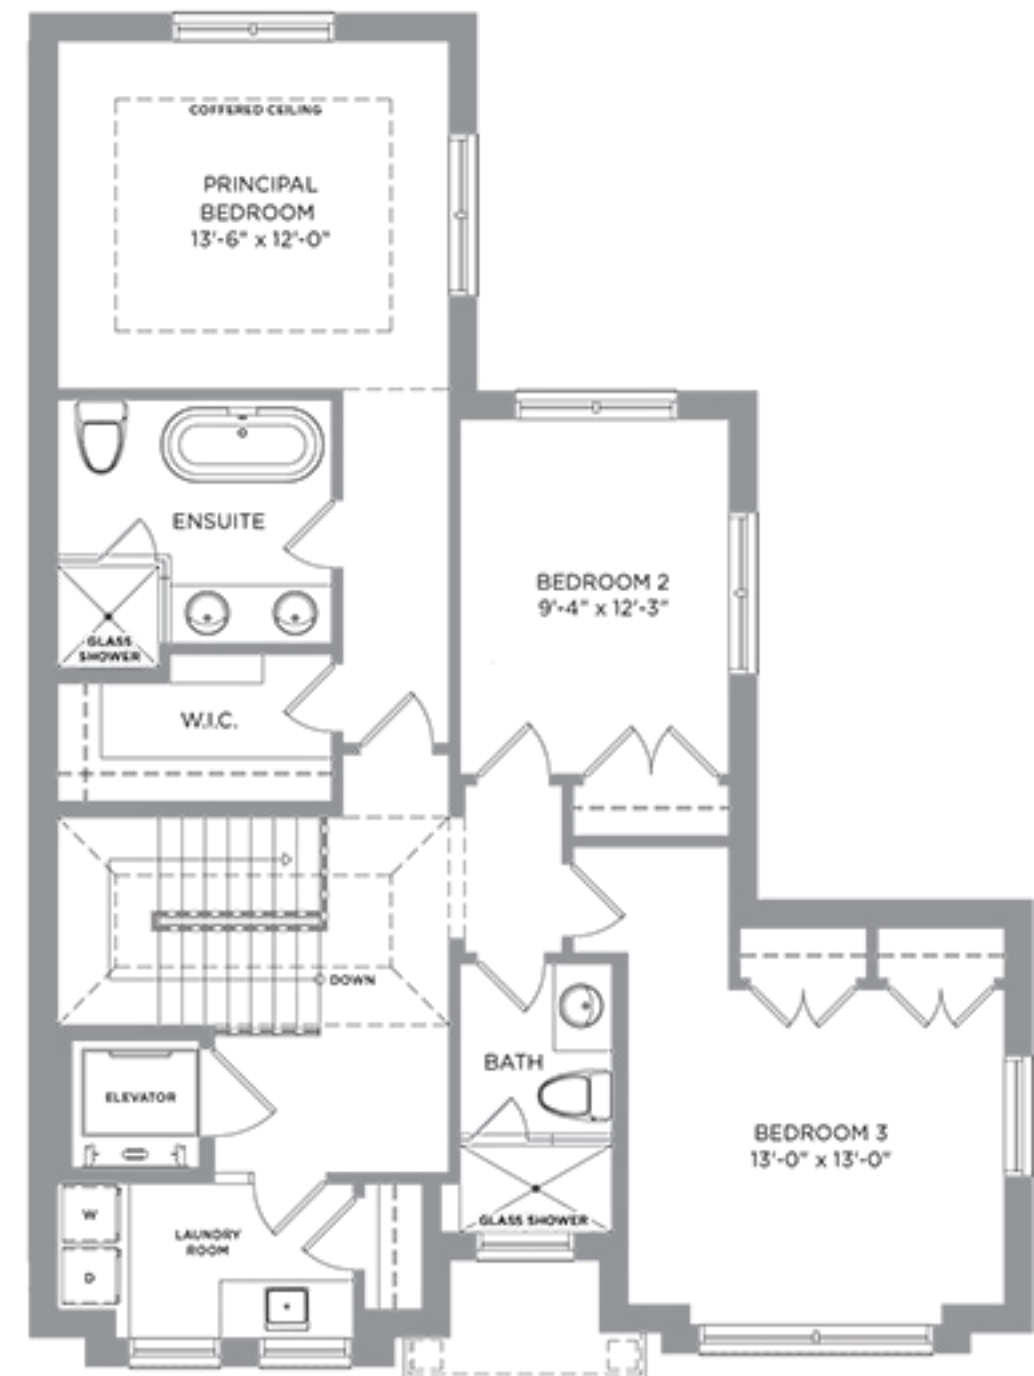 COFFERED CEILING
PRINCIPAL
BEDROOM
13'-6" x 12'-0"
ENSUITE
GLASS
SHOWER
BEDROOM 2
9'-4" x 12'-3"
W.I.C.
DOWN
ELEVATOR
BATH
GLASS SHOWER
BEDROOM 3
13'-0" x 13'-0"
W
D
LAUNDRY
ROOM